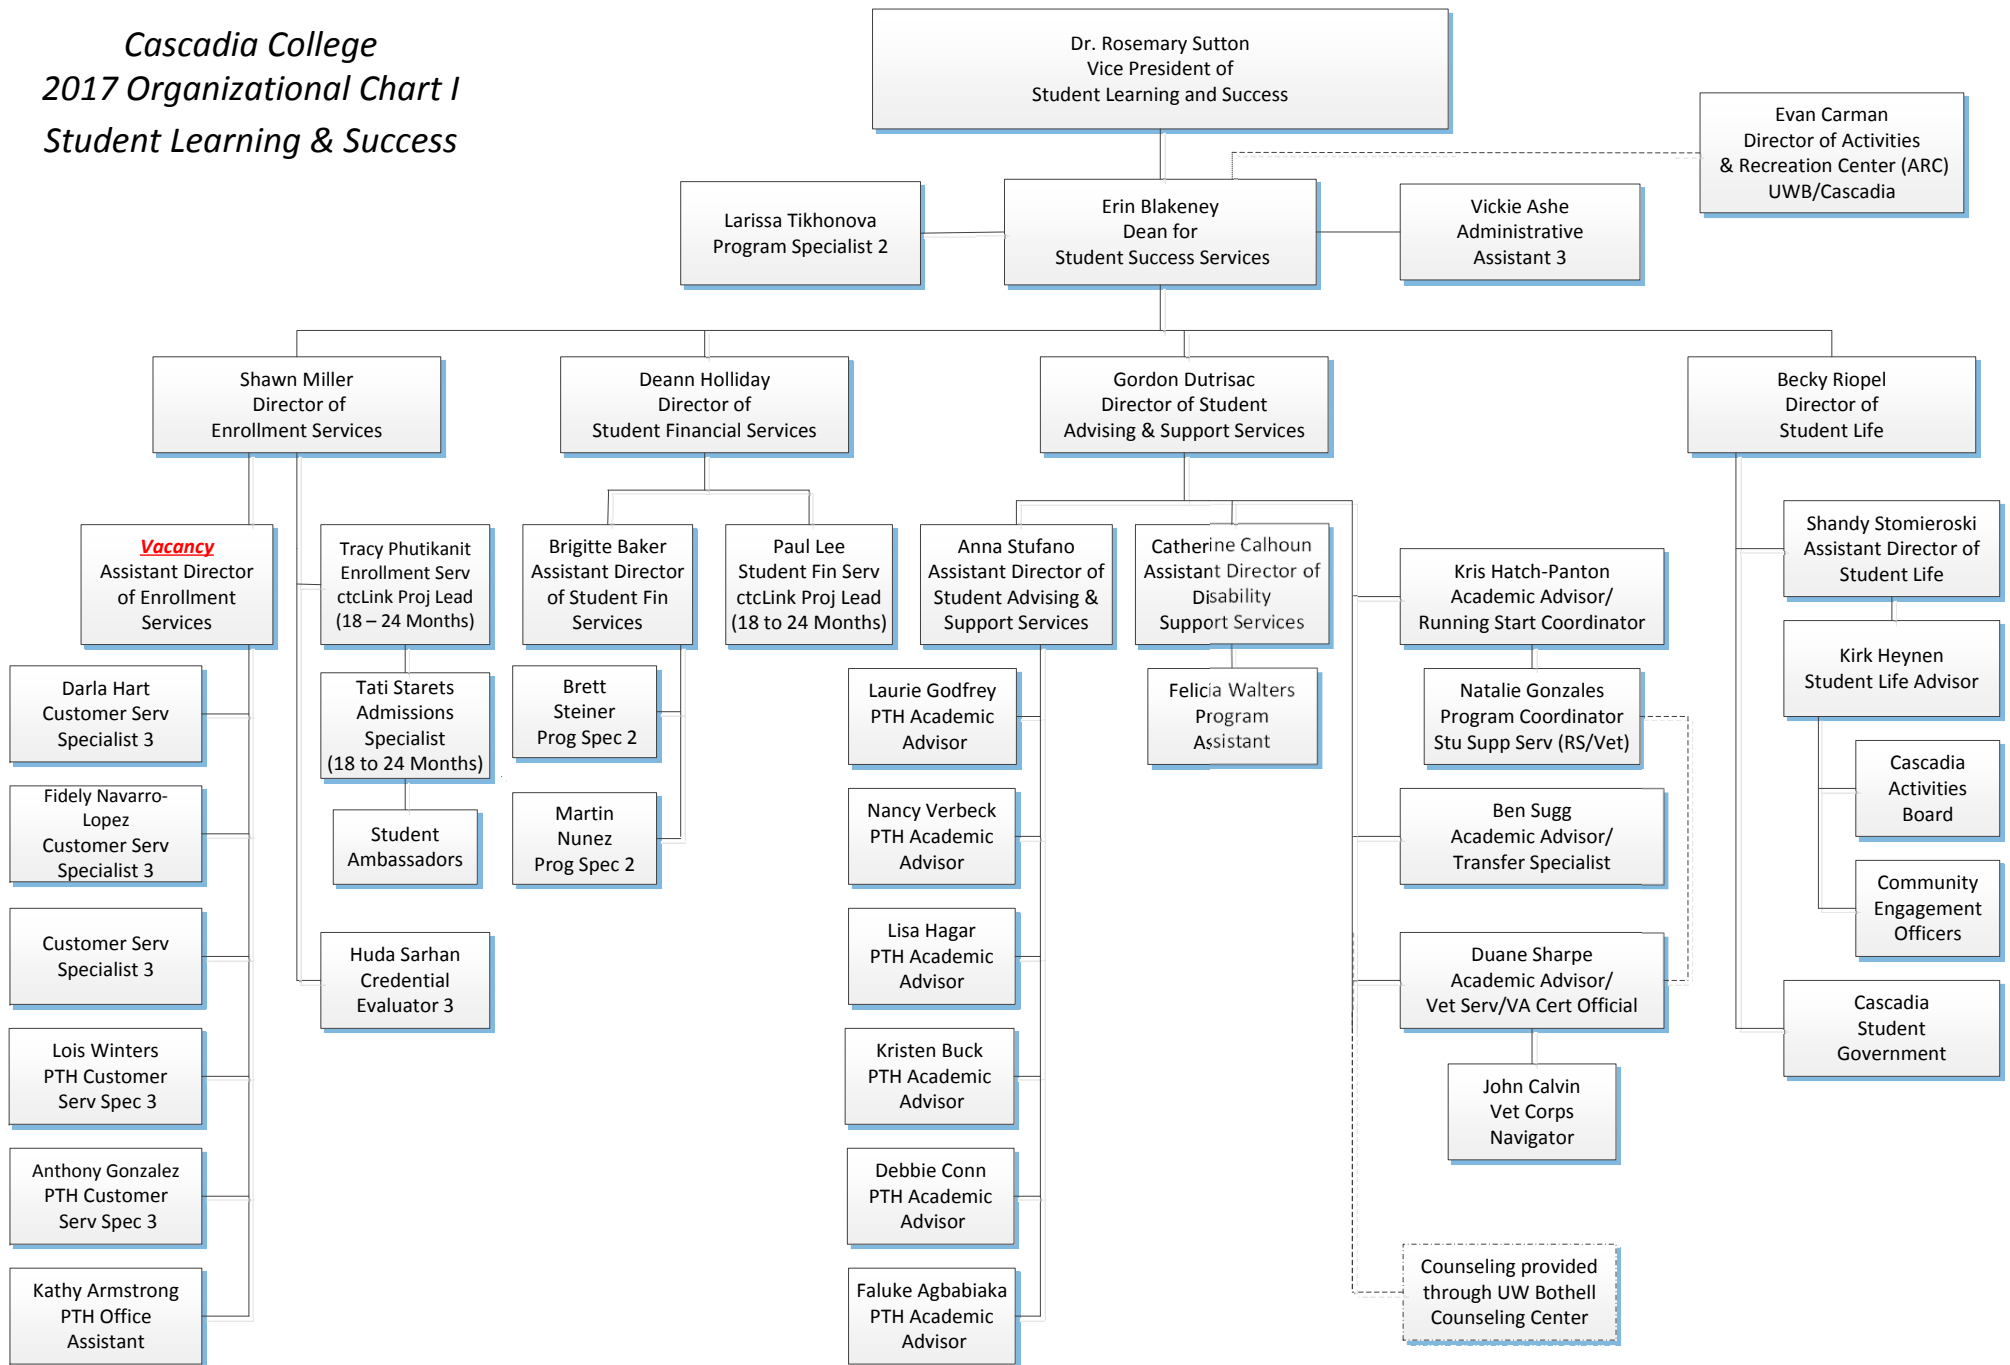 Cascadia College
2017 Organizational Chart I
Student Learning & Success
Dr. Rosemary Sutton
Vice President of
Student Learning and Success
Evan Carman
Director of Activities
& Recreation Center (ARC)
UWB/Cascadia
Larissa Tikhonova
Program Specialist 2
Erin Blakeney
Dean for
Student Success Services
Vickie Ashe
Administrative
Assistant 3
Shawn Miller
Director of
Enrollment Services
Deann Holliday
Director of
Student Financial Services
Gordon Dutrisac
Director of Student
Advising & Support Services
Becky Riopel
Director of
Student Life
Vacancy
Assistant Director
of Enrollment
Services
Tracy Phutikanit
Enrollment Serv
ctcLink Proj Lead
(18 – 24 Months)
Brigitte Baker
Assistant Director
of Student Fin
Services
Paul Lee
Student Fin Serv
ctcLink Proj Lead
(18 to 24 Months)
Anna Stufano
Assistant Director of
Student Advising &
Support Services
Catherine Calhoun
Assistant Director of
Disability
Support Services
Kris Hatch-Panton
Academic Advisor/
Running Start Coordinator
Shandy Stomieroski
Assistant Director of
Student Life
Darla Hart
Customer Serv
Specialist 3
Tati Starets
Admissions
Specialist
(18 to 24 Months)
Brett
Steiner
Prog Spec 2
Laurie Godfrey
PTH Academic
Advisor
Felicia Walters
Program
Assistant
Natalie Gonzales
Program Coordinator
Stu Supp Serv (RS/Vet)
Kirk Heynen
Student Life Advisor
Fidely Navarro-
Lopez
Customer Serv
Specialist 3
Student
Ambassadors
Martin
Nunez
Prog Spec 2
Nancy Verbeck
PTH Academic
Advisor
Ben Sugg
Academic Advisor/
Transfer Specialist
Cascadia
Activities
Board
Customer Serv
Specialist 3
Huda Sarhan
Credential
Evaluator 3
Lisa Hagar
PTH Academic
Advisor
Duane Sharpe
Academic Advisor/
Vet Serv/VA Cert Official
Community
Engagement
Officers
Lois Winters
PTH Customer
Serv Spec 3
Kristen Buck
PTH Academic
Advisor
John Calvin
Vet Corps
Navigator
Cascadia
Student
Government
Anthony Gonzalez
PTH Customer
Serv Spec 3
Debbie Conn
PTH Academic
Advisor
Kathy Armstrong
PTH Office
Assistant
Faluke Agbabiaka
PTH Academic
Advisor
Counseling provided
through UW Bothell
Counseling Center